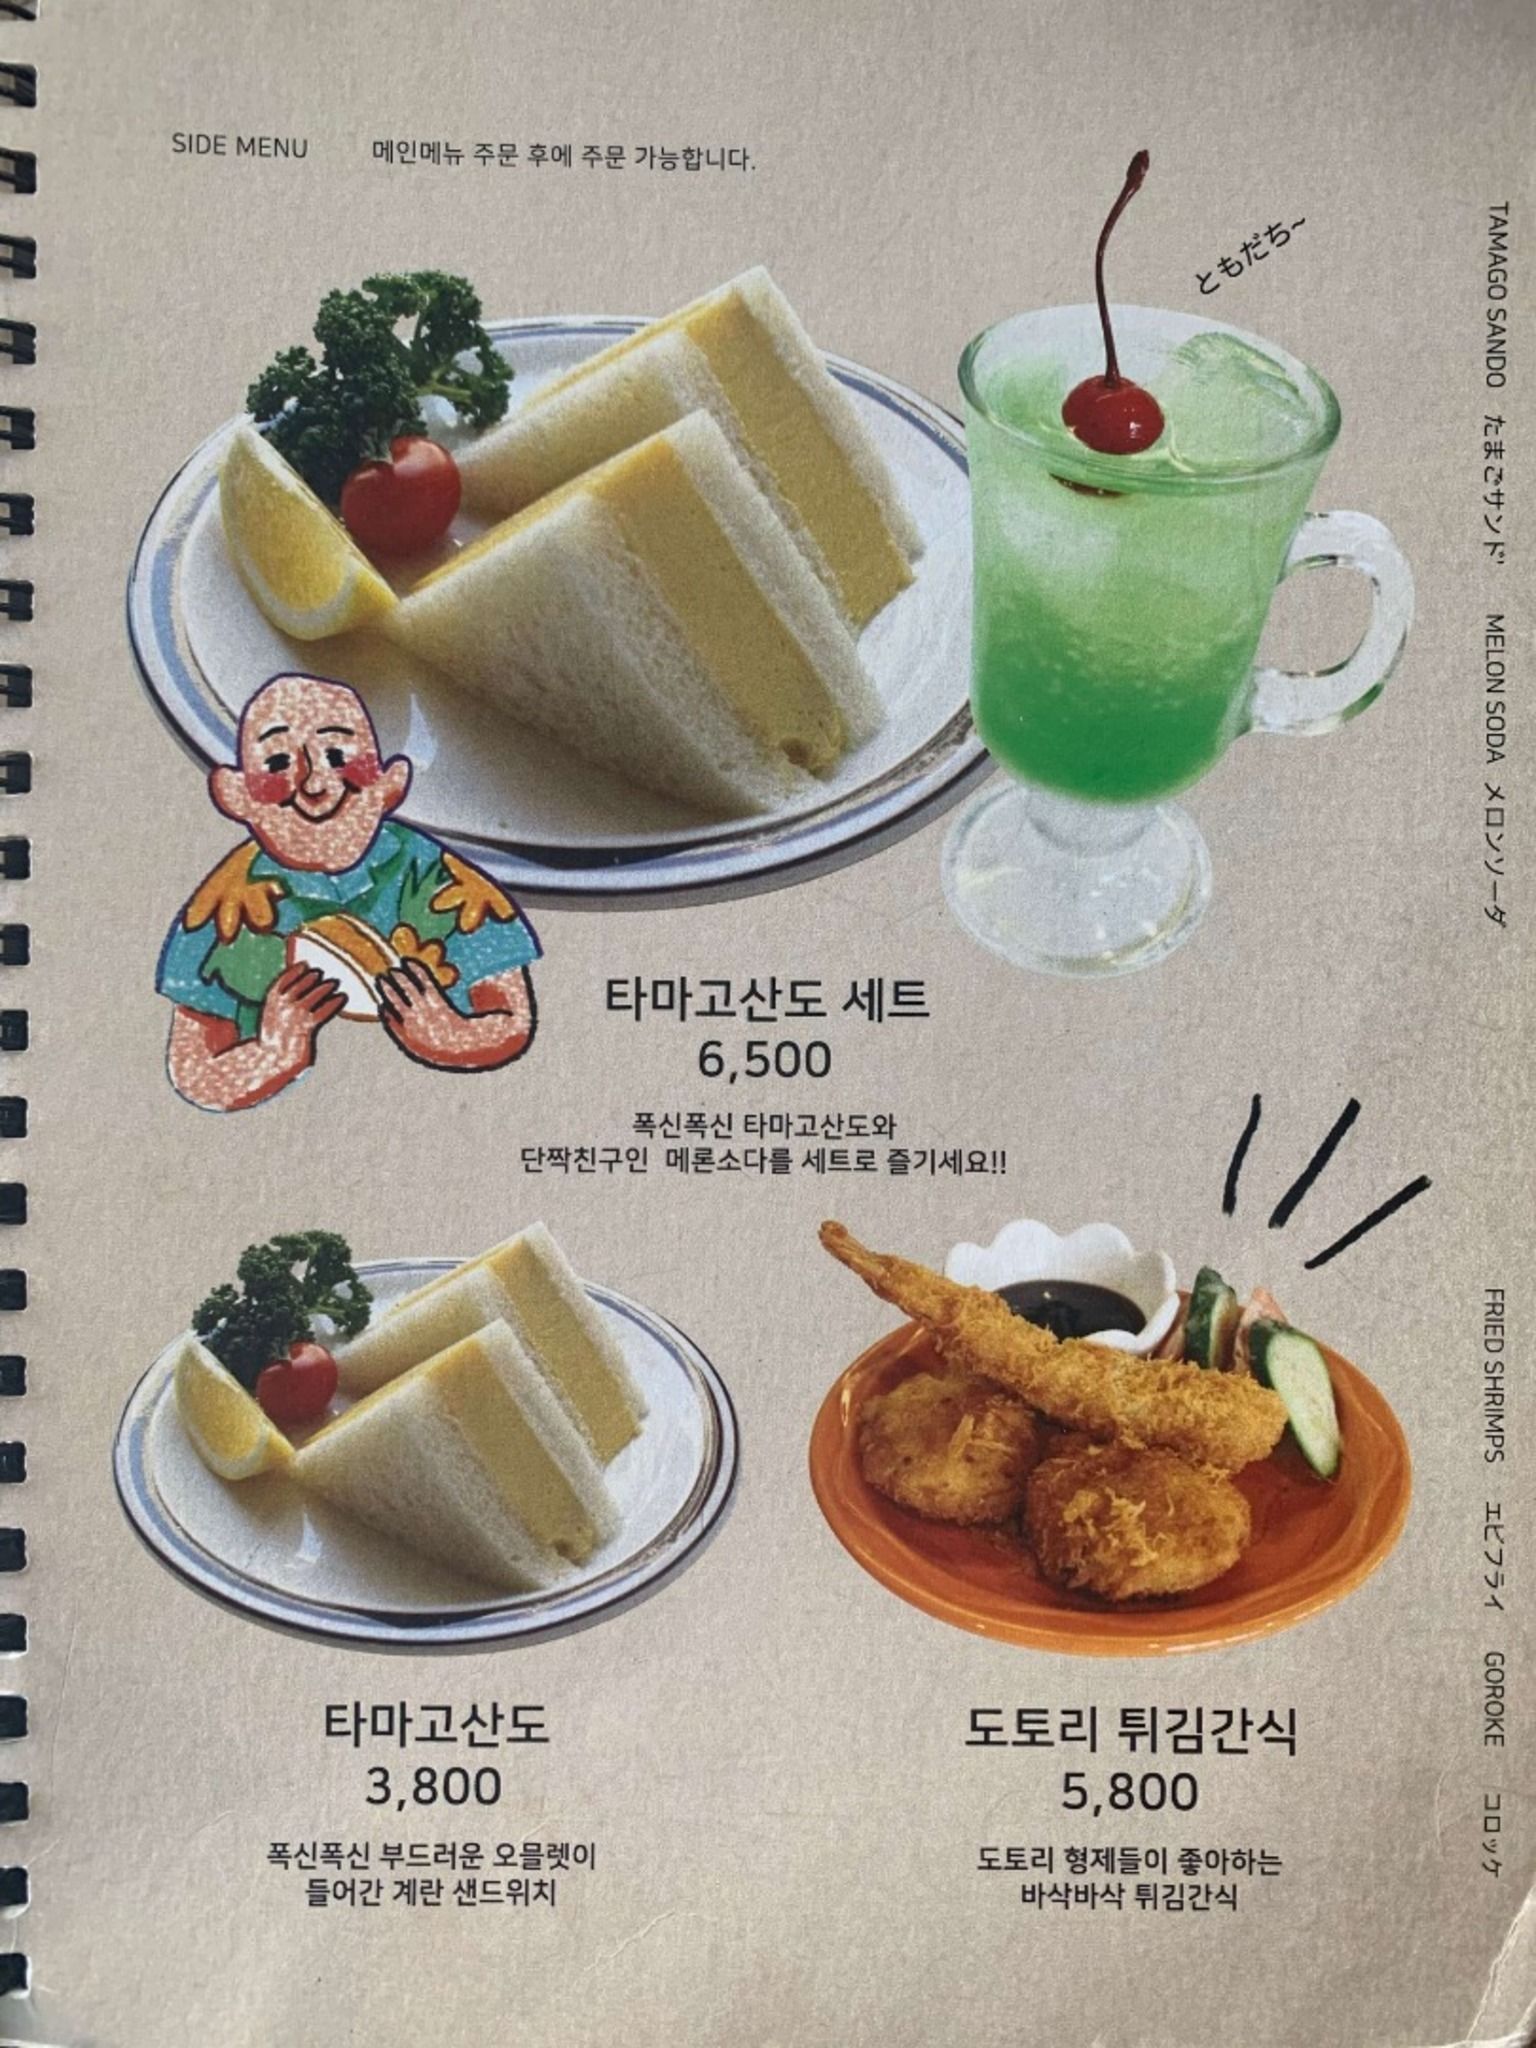 SIDE MENU 메인메뉴 주문 후에 주문 가능합니다.
ともだち~
타마고산도 세트
6,500
폭신폭신 타마고산도와
단짝친구인 메론소다를 세트로 즐기세요!!
타마고산도
3,800
폭신폭신 부드러운 오믈렛이
들어간 계란 샌드위치
도토리 튀김간식
5,800
도토리 형제들이 좋아하는
바삭바삭 튀김간식
TAMAGO SANDO たまごサンド MELON SODA メロンソーダ
FRIED SHRIMPS エビフライ GOROKE コロッケ